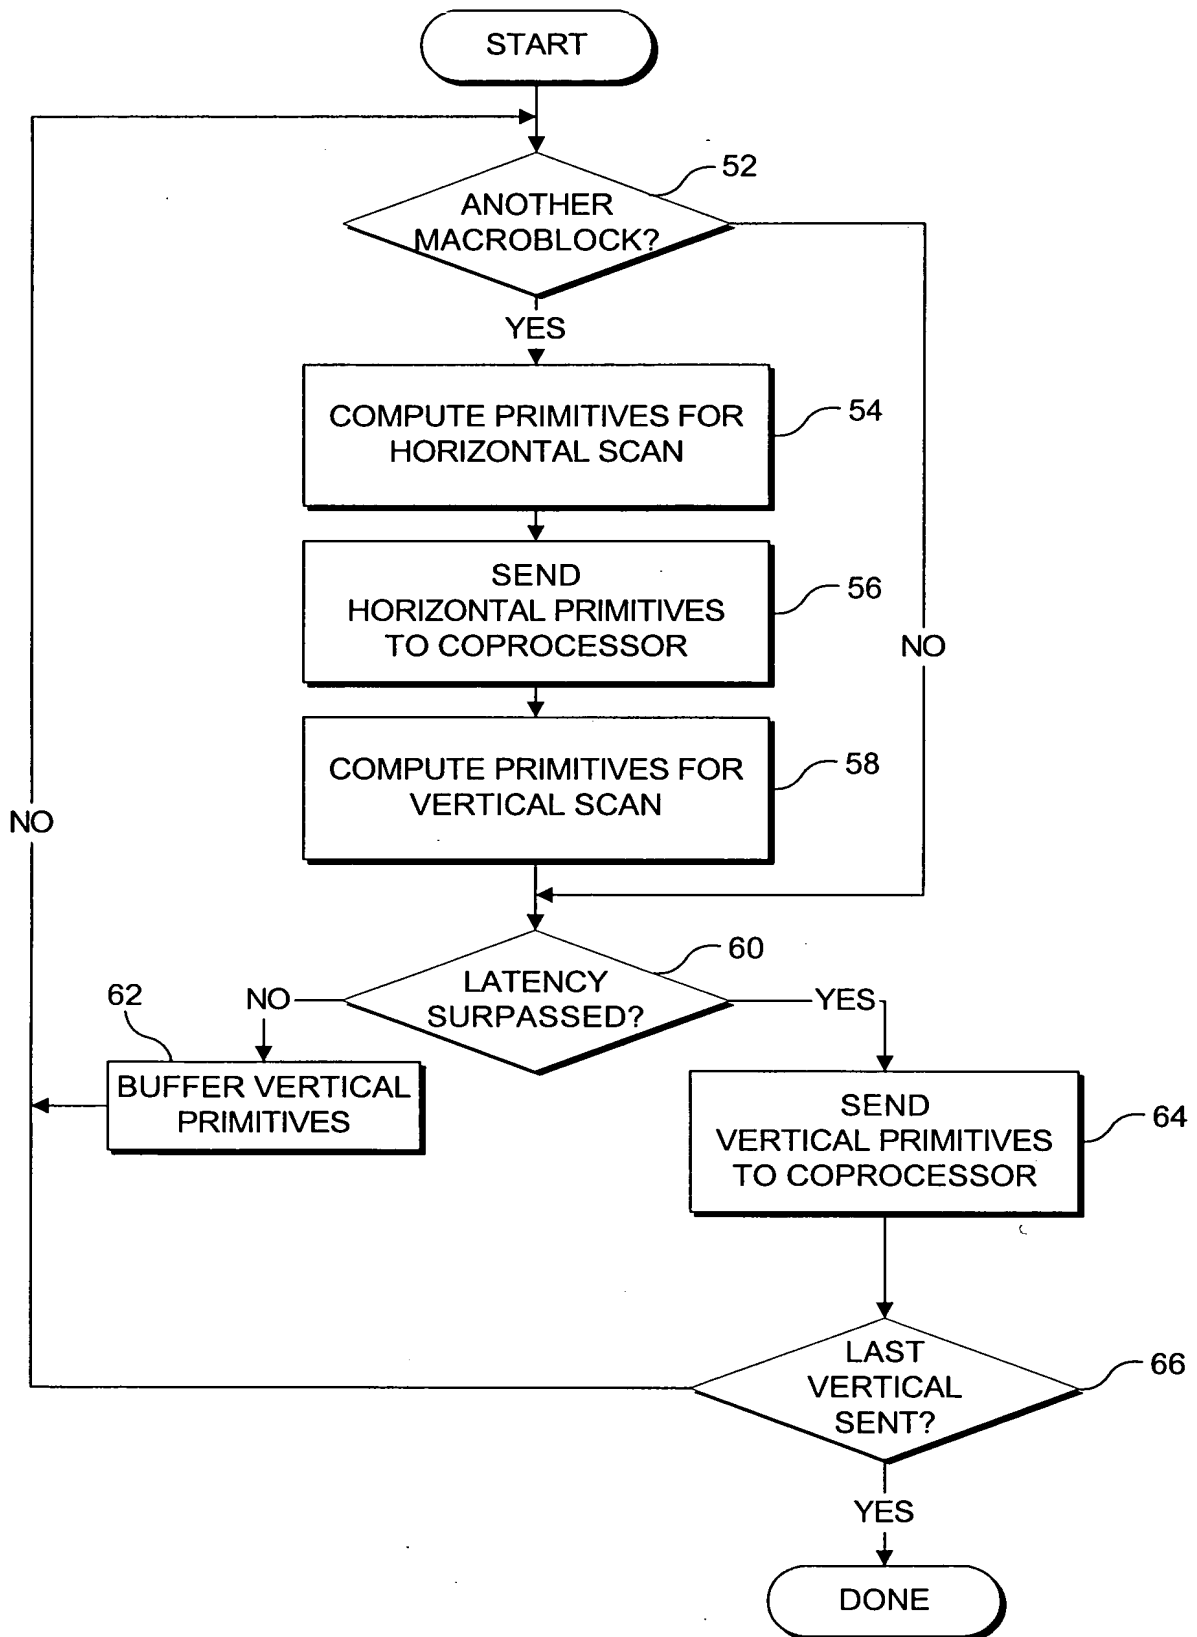 START
52
ANOTHER
MACROBLOCK?
YES
COMPUTE PRIMITIVES FOR
HORIZONTAL SCAN
54
SEND
HORIZONTAL PRIMITIVES
TO COPROCESSOR
56
NO
COMPUTE PRIMITIVES FOR
VERTICAL SCAN
58
NO
LATENCY
SURPASSED?
60
NO
YES
62
BUFFER VERTICAL
PRIMITIVES
SEND
VERTICAL PRIMITIVES
TO COPROCESSOR
64
LAST
VERTICAL
SENT?
66
YES
DONE